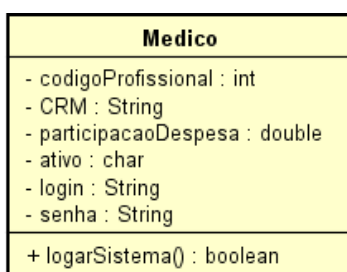 Medico
- codigoProfissional : int
- CRM : String
- participacaoDespesa : double
- ativo : char
- login : String
- senha : String
+ logarSistema() : boolean